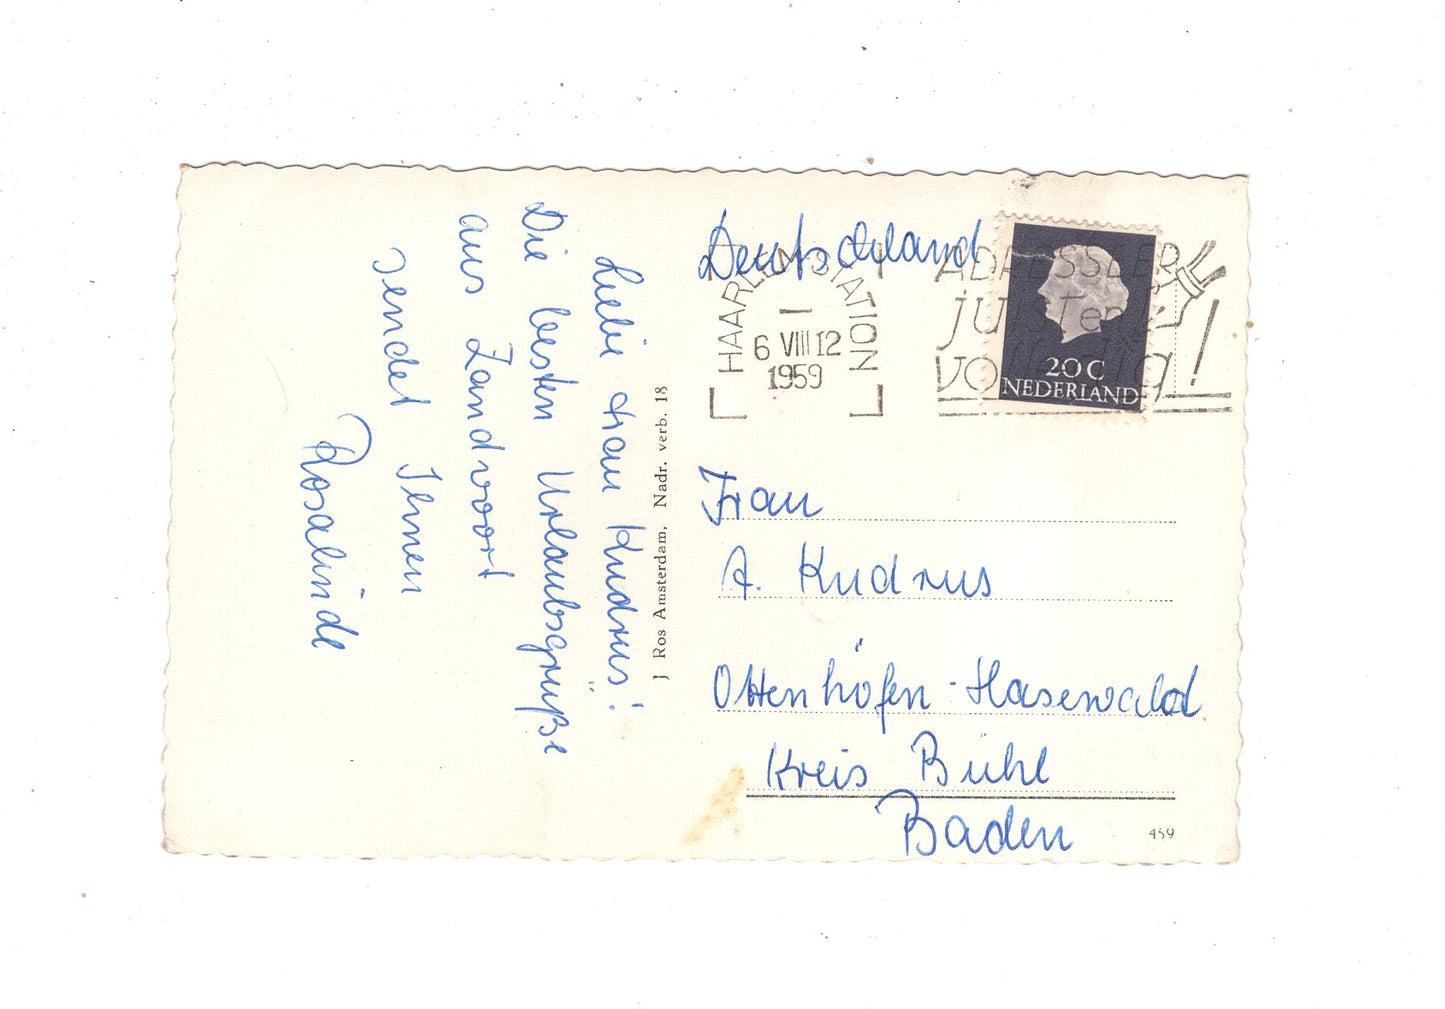 Liebe Frau Kudrus!
Die besten Urlaubsgrüße
aus Zandvoort
sendet Ihnen
Rosalinde
J. Ros Amsterdam, Nadr. verb. 18
Deutschland
HAARLEM STATION
6 VIII 12
1959
ADRESSEER
juist en
volledig!
20 C
NEDERLAND
Frau
A. Kudrus
Ottenhöfen-Hasewald
Kreis Bühl
Baden
459